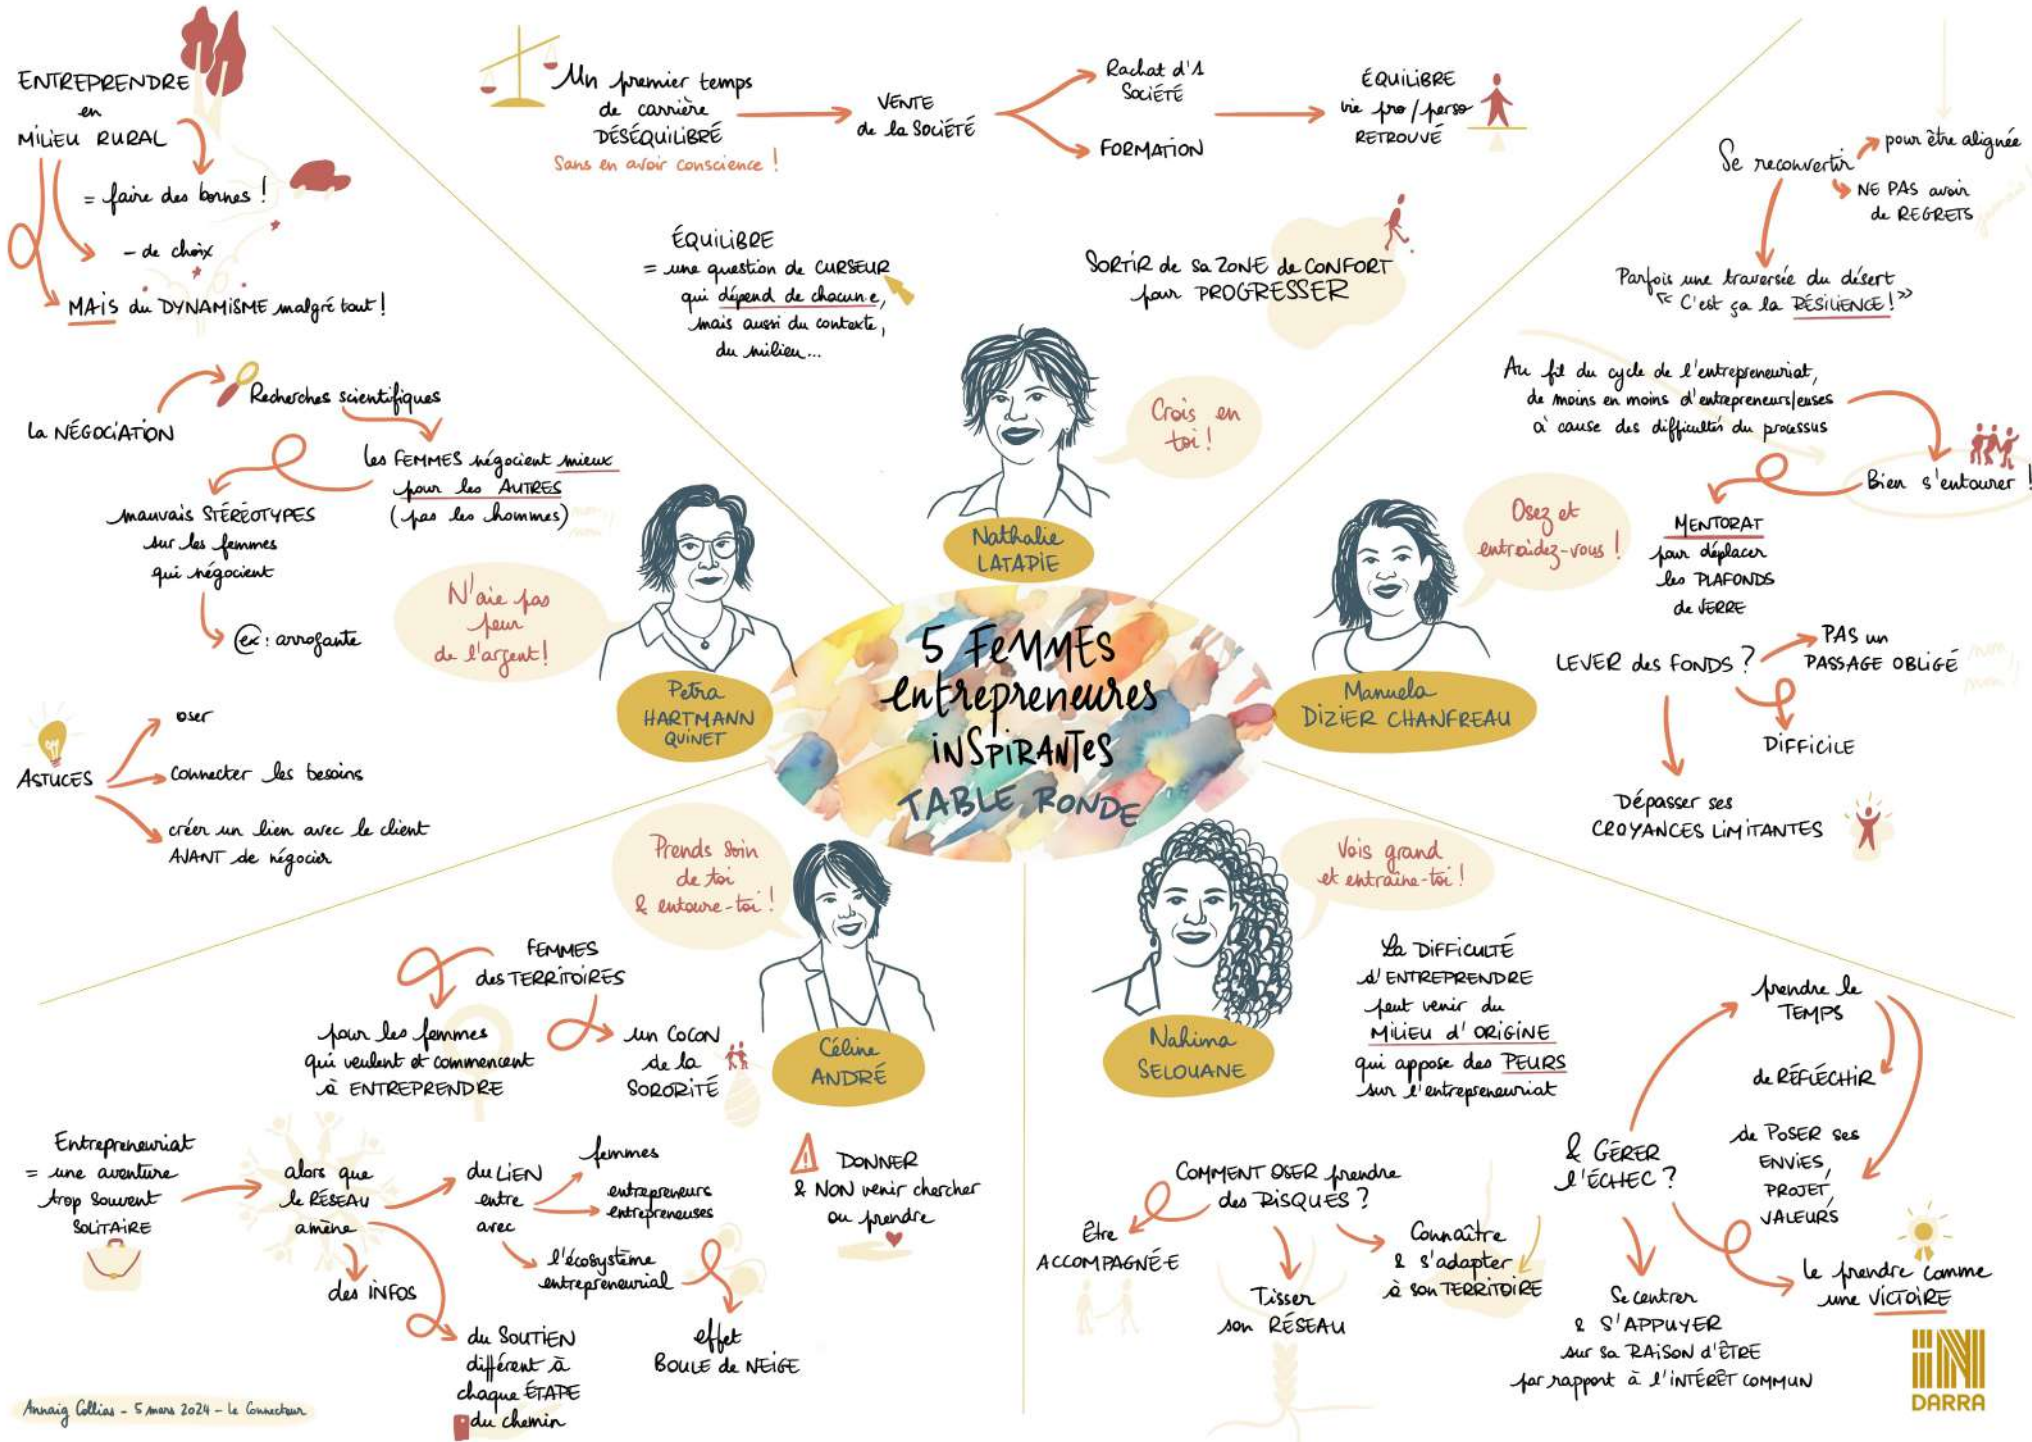 ENTREPRENDRE
en
MILIEU RURAL
= faire des bornes !
- de choix
MAIS du DYNAMISME malgré tout !
La NÉGOCIATION
Recherches scientifiques
les FEMMES négocient mieux
pour les AUTRES
(pas les hommes)
mauvais STÉRÉOTYPES
sur les femmes
qui négocient
ex : arrogante
N'aie pas
peur
de l'argent !
Petra
HARTMANN
QUINET
ASTUCES
oser
connecter les besoins
créer un lien avec le client
AVANT de négocier
Un premier temps
de carrière
DÉSÉQUILIBRÉ
Sans en avoir conscience !
VENTE
de la SOCIÉTÉ
Rachat d'1
SOCIÉTÉ
FORMATION
ÉQUILIBRE
vie pro/perso
RETROUVÉ
ÉQUILIBRE
= une question de CURSEUR
qui dépend de chacun·e,
mais aussi du contexte,
du milieu...
SORTIR de sa ZONE de CONFORT
pour PROGRESSER
Crois en
toi !
Nathalie
LATAPIE
Se reconvertir
pour être alignée
NE PAS avoir
de REGRETS
Parfois une traversée du désert
« C'est ça la RÉSILIENCE ! »
Au fil du cycle de l'entrepreneuriat,
de moins en moins d'entrepreneurs/euses
à cause des difficultés du processus
Bien s'entourer !
MENTORAT
pour déplacer
les PLAFONDS
de VERRE
Osez et
entraidez-vous !
Manuela
DIZIER CHANFREAU
LEVER des FONDS ?
PAS un
PASSAGE OBLIGÉ
non
non !
DIFFICILE
Dépasser ses
CROYANCES LIMITANTES
5 FEMMES
entrepreneures
INSPIRANTES
TABLE RONDE
Prends soin
de toi
& entoure-toi !
Céline
ANDRÉ
FEMMES
des TERRITOIRES
pour les femmes
qui veulent et commencent
à ENTREPRENDRE
un COCON
de la
SORORITÉ
Entrepreneuriat
= une aventure
trop souvent
SOLITAIRE
alors que
le RÉSEAU
amène
des INFOS
du LIEN
entre
avec
femmes
entrepreneurs
entrepreneuses
l'écosystème
entrepreneurial
effet
BOULE de NEIGE
du SOUTIEN
différent à
chaque ÉTAPE
du chemin
DONNER
& NON venir chercher
ou prendre
Vois grand
et entraîne-toi !
Nahima
SELOUANE
La DIFFICULTÉ
d'ENTREPRENDRE
peut venir du
MILIEU d'ORIGINE
qui appose des PEURS
sur l'entrepreneuriat
COMMENT OSER prendre
des RISQUES ?
Être
ACCOMPAGNÉ·E
Tisser
son RÉSEAU
Connaître
& s'adapter
à son TERRITOIRE
& GÉRER
l'ÉCHEC ?
prendre le
TEMPS
de RÉFLÉCHIR
de POSER ses
ENVIES,
PROJET,
VALEURS
le prendre comme
une VICTOIRE
Se centrer
& S'APPUYER
sur sa RAISON d'ÊTRE
par rapport à l'INTÉRÊT COMMUN
Annaig Collias - 5 mars 2024 - Le Connecteur
iN
DARRA